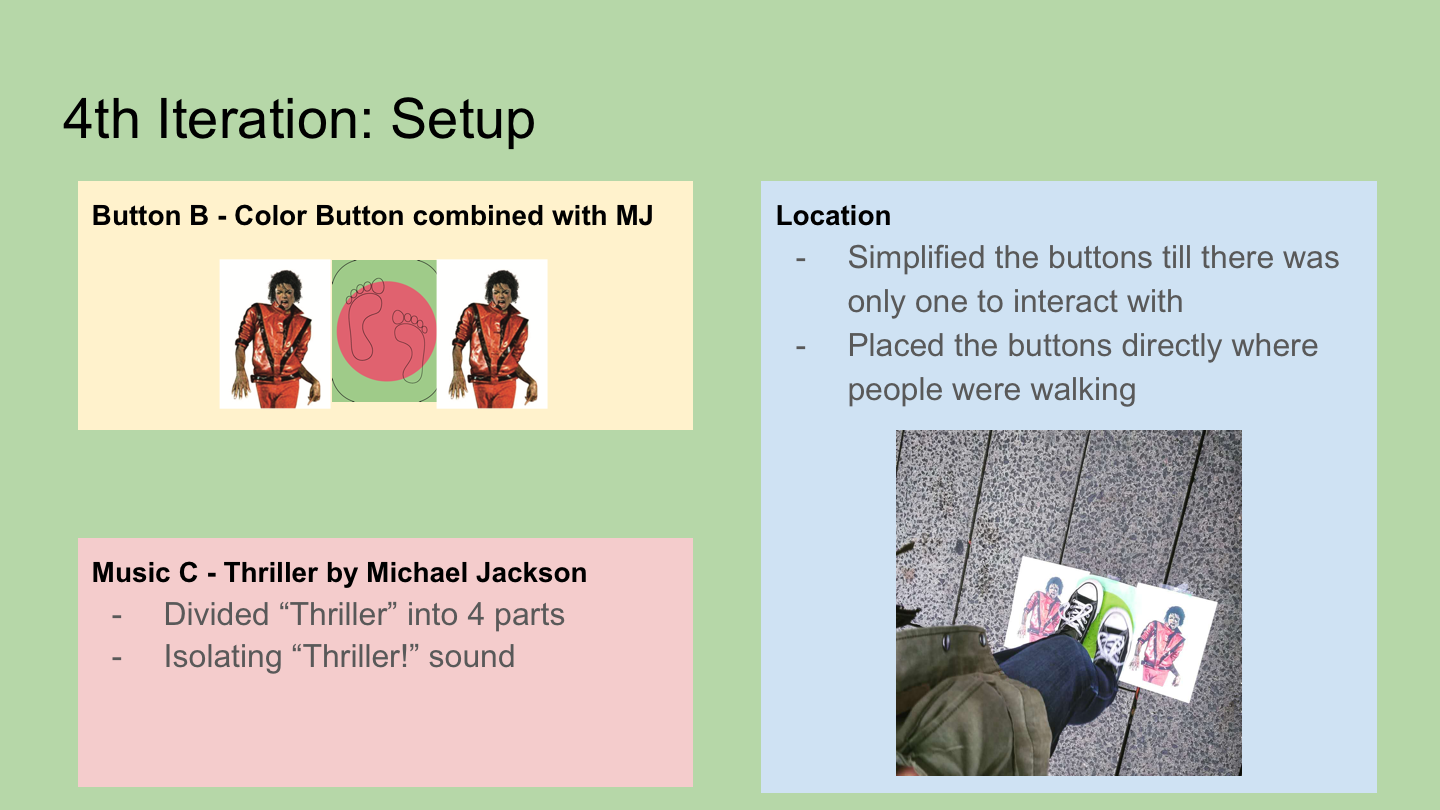 4th Iteration: Setup
Button B - Color Button combined with MJ
Music C - Thriller by Michael Jackson
- Divided “Thriller” into 4 parts
- Isolating “Thriller!” sound
Location
- Simplified the buttons till there was
only one to interact with
- Placed the buttons directly where
people were walking